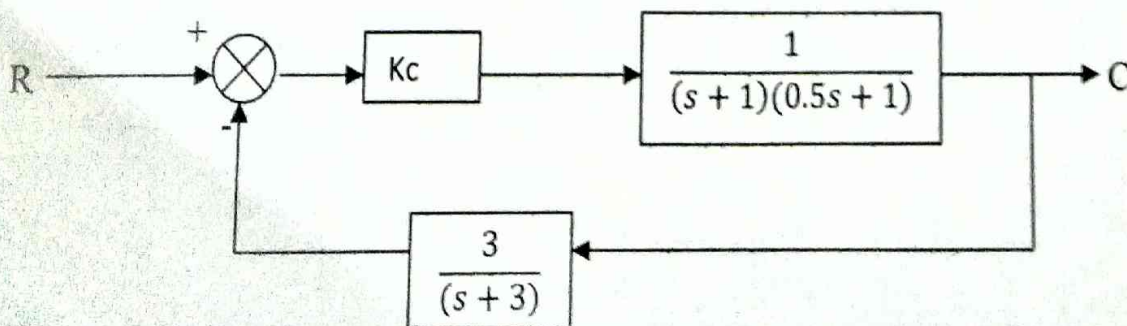 +
R
Kc
1
(s + 1)(0.5s + 1)
C
-
3
(s + 3)